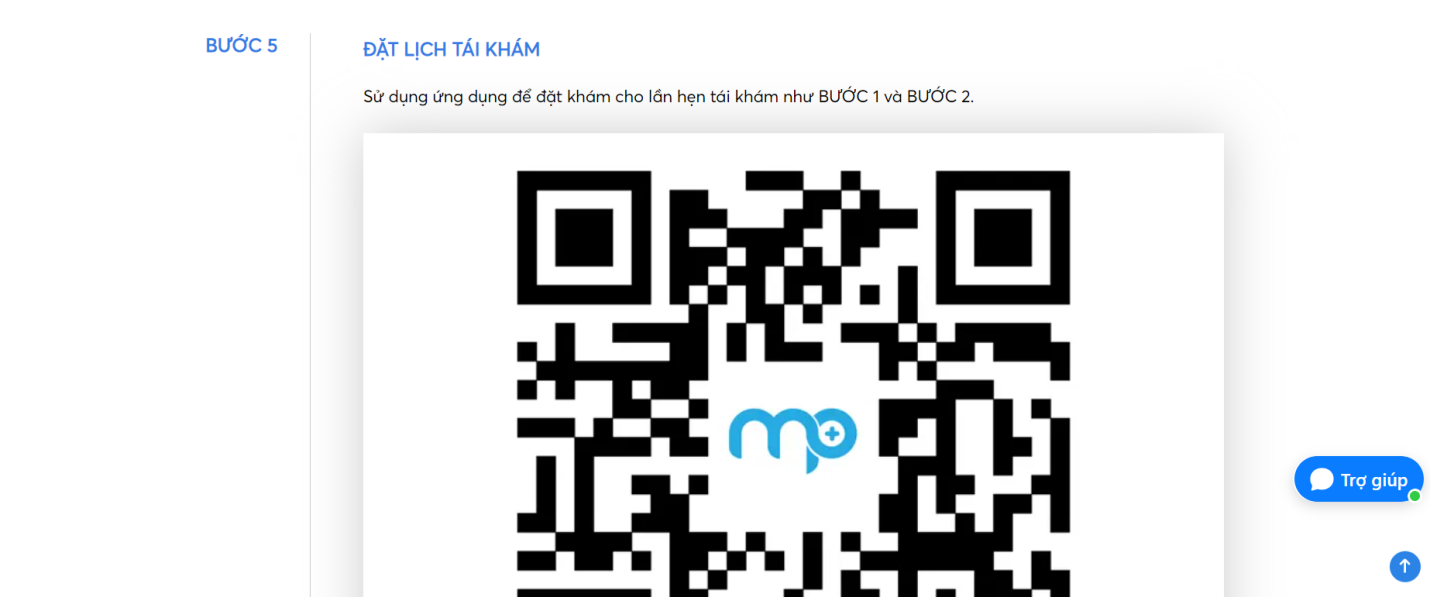 BƯỚC 5
ĐẶT LỊCH TÁI KHÁM
Sử dụng ứng dụng để đặt khám cho lần hẹn tái khám như BƯỚC 1 và BƯỚC 2.
mp
Trợ giúp